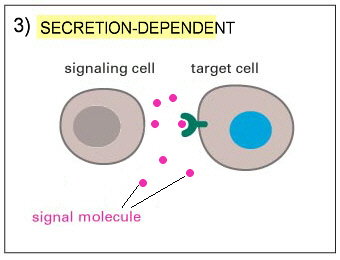 3) SECRETION-DEPENDENT
signaling cell target cell
signal molecule